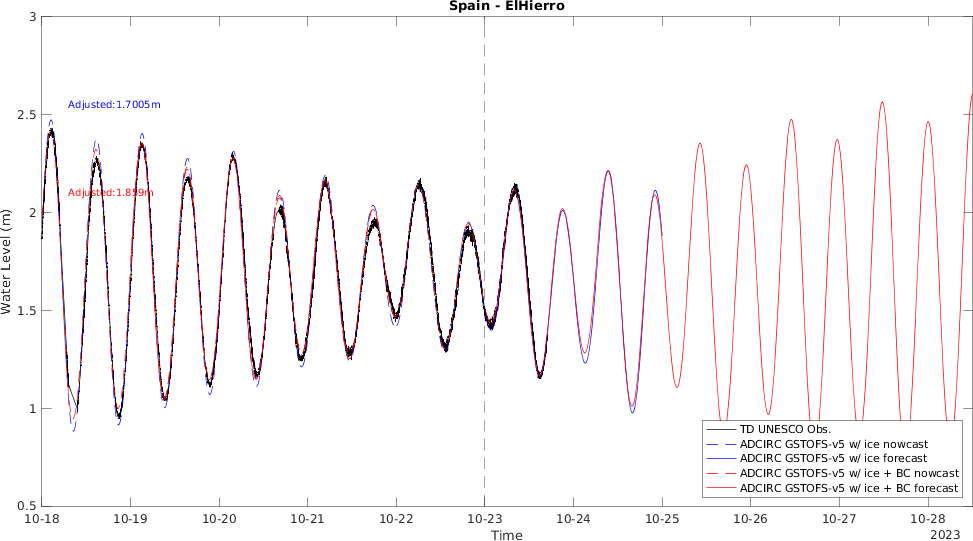 Spain - ElHierro
3
2.5
2
1.5
1
0.5
Water Level (m)
Adjusted:1.7005m
Adjusted:1.859m
TD UNESCO Obs.
ADCIRC GSTOFS-v5 w/ ice nowcast
ADCIRC GSTOFS-v5 w/ ice forecast
ADCIRC GSTOFS-v5 w/ ice + BC nowcast
ADCIRC GSTOFS-v5 w/ ice + BC forecast
10-18 10-19 10-20 10-21 10-22 10-23 10-24 10-25 10-26 10-27 10-28
2023
Time